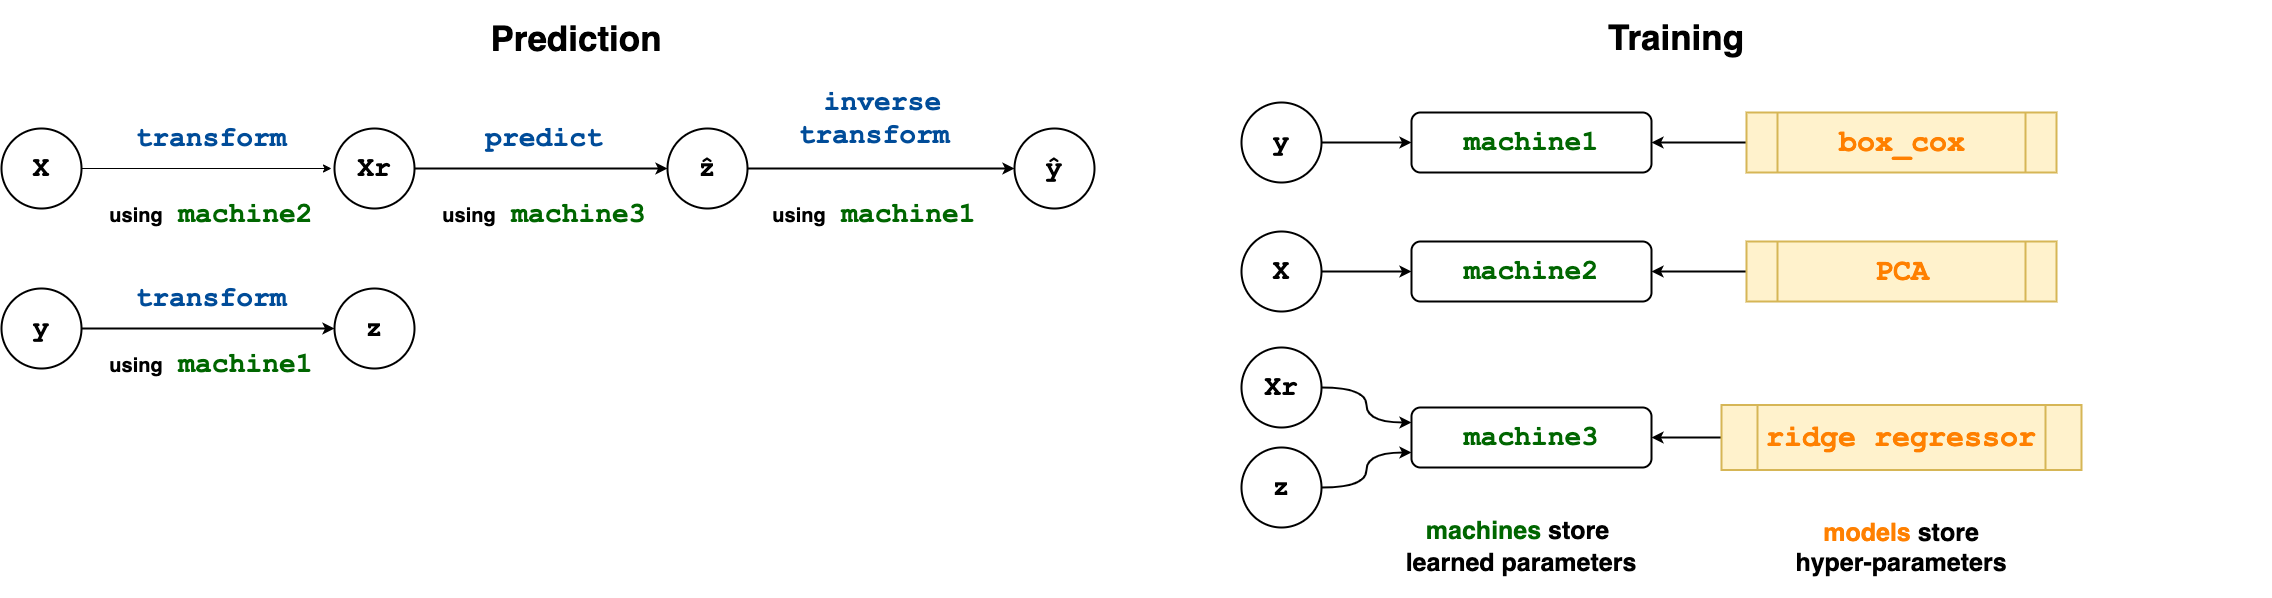 Prediction
transform
predict
inverse
transform
X
Xr
ẑ
ŷ
using machine2
using machine3
using machine1
transform
y
z
using machine1
Training
y
machine1
box_cox
X
machine2
PCA
Xr
z
machine3
ridge regressor
machines store
learned parameters
models store
hyper-parameters